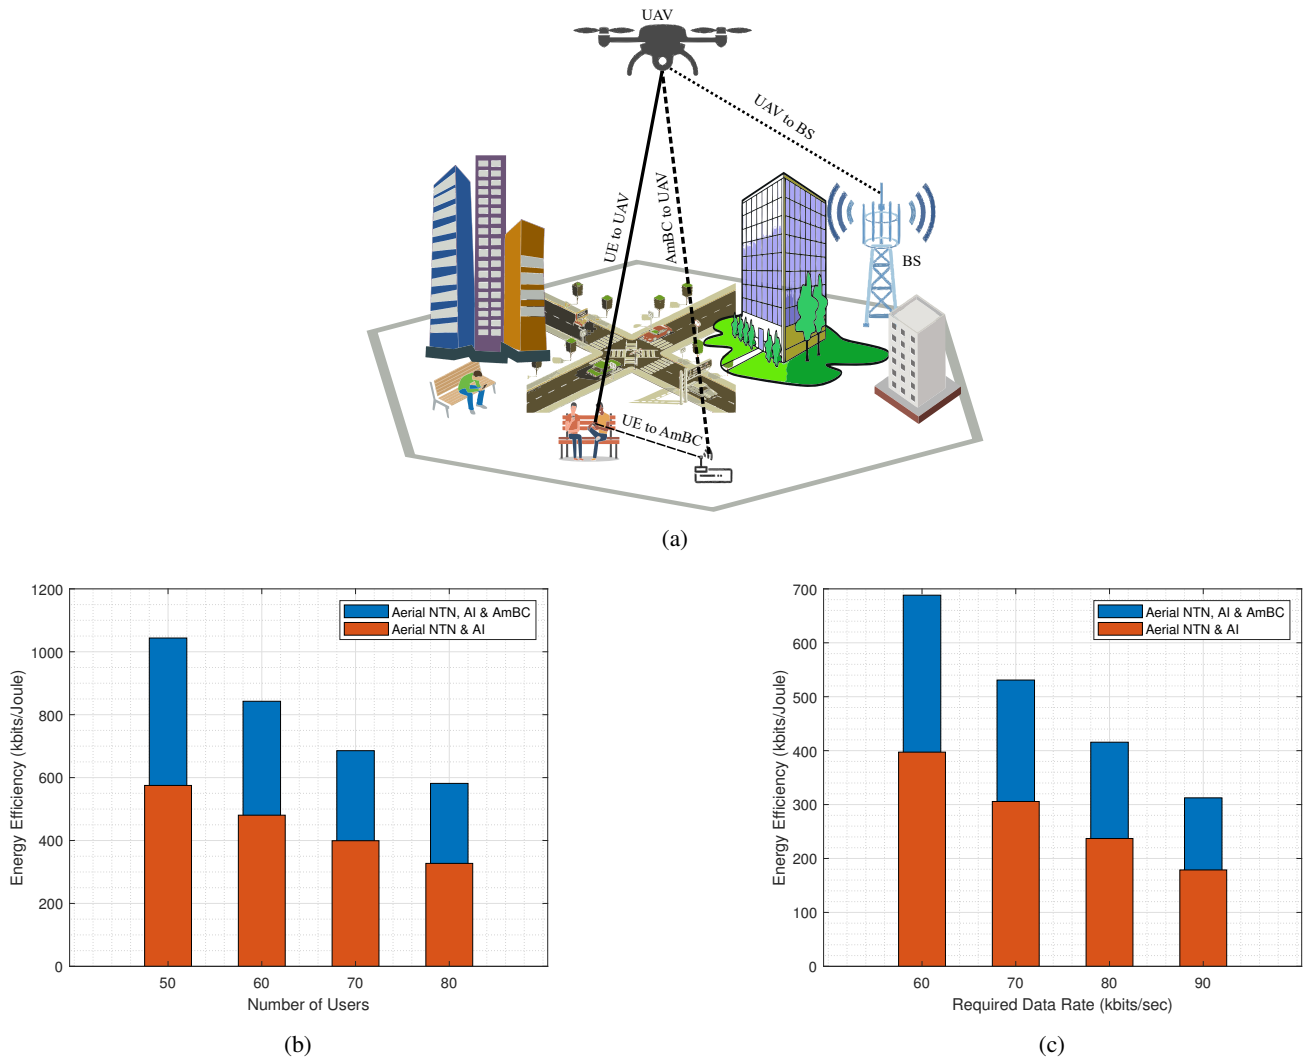 UAV
UAV to BS
UE to UAV
AmBC to UAV
BS
UE to AmBC
(a)
1200
1000
800
600
400
200
0
Energy Efficiency (kbits/Joule)
Aerial NTN, AI & AmBC
Aerial NTN & AI
50 60 70 80
Number of Users
(b)
700
600
500
400
300
200
100
0
Energy Efficiency (kbits/Joule)
Aerial NTN, AI & AmBC
Aerial NTN & AI
60 70 80 90
Required Data Rate (kbits/sec)
(c)